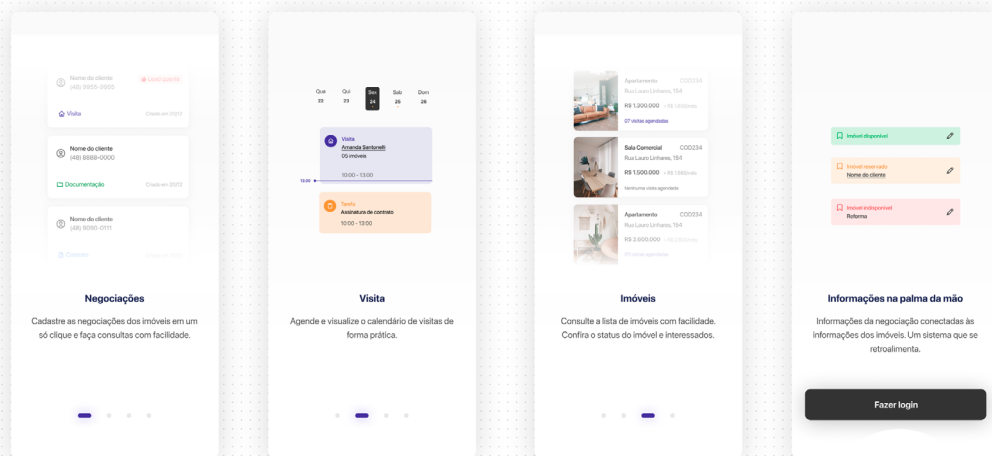 Nome do cliente
Lead quente
(48) 9955-9955
Visita
Criado em 20/12
Nome do cliente
(48) 8888-0000
Documentação
Criado em 20/12
Nome do cliente
(48) 9090-0111
Contrato
Negociações
Cadastre as negociações dos imóveis em um
só clique e faça consultas com facilidade.
Qua Qui Sex Sab Dom
22 23 24 25 26
Visita
Amanda Santonelli
05 imóveis
10:00 - 13:00
12:00
Tarefa
Assinatura de contrato
10:00 - 12:00
Visita
Agende e visualize o calendário de visitas de
forma prática.
Apartamento COD234
Rua Lauro Linhares, 154
R$ 1.300.000
07 visitas agendadas
Sala Comercial COD234
Rua Lauro Linhares, 154
R$ 1.500.000
Nenhuma visita agendada
Apartamento COD234
Rua Lauro Linhares, 154
R$ 2.600.000
Imóveis
Consulte a lista de imóveis com facilidade.
Confira o status do imóvel e interessados.
Imóvel disponível
Imóvel reservado
Nome do cliente
Imóvel indisponível
Reforma
Informações na palma da mão
Informações da negociação conectadas às
informações dos imóveis. Um sistema que se
retroalimenta.
Fazer login